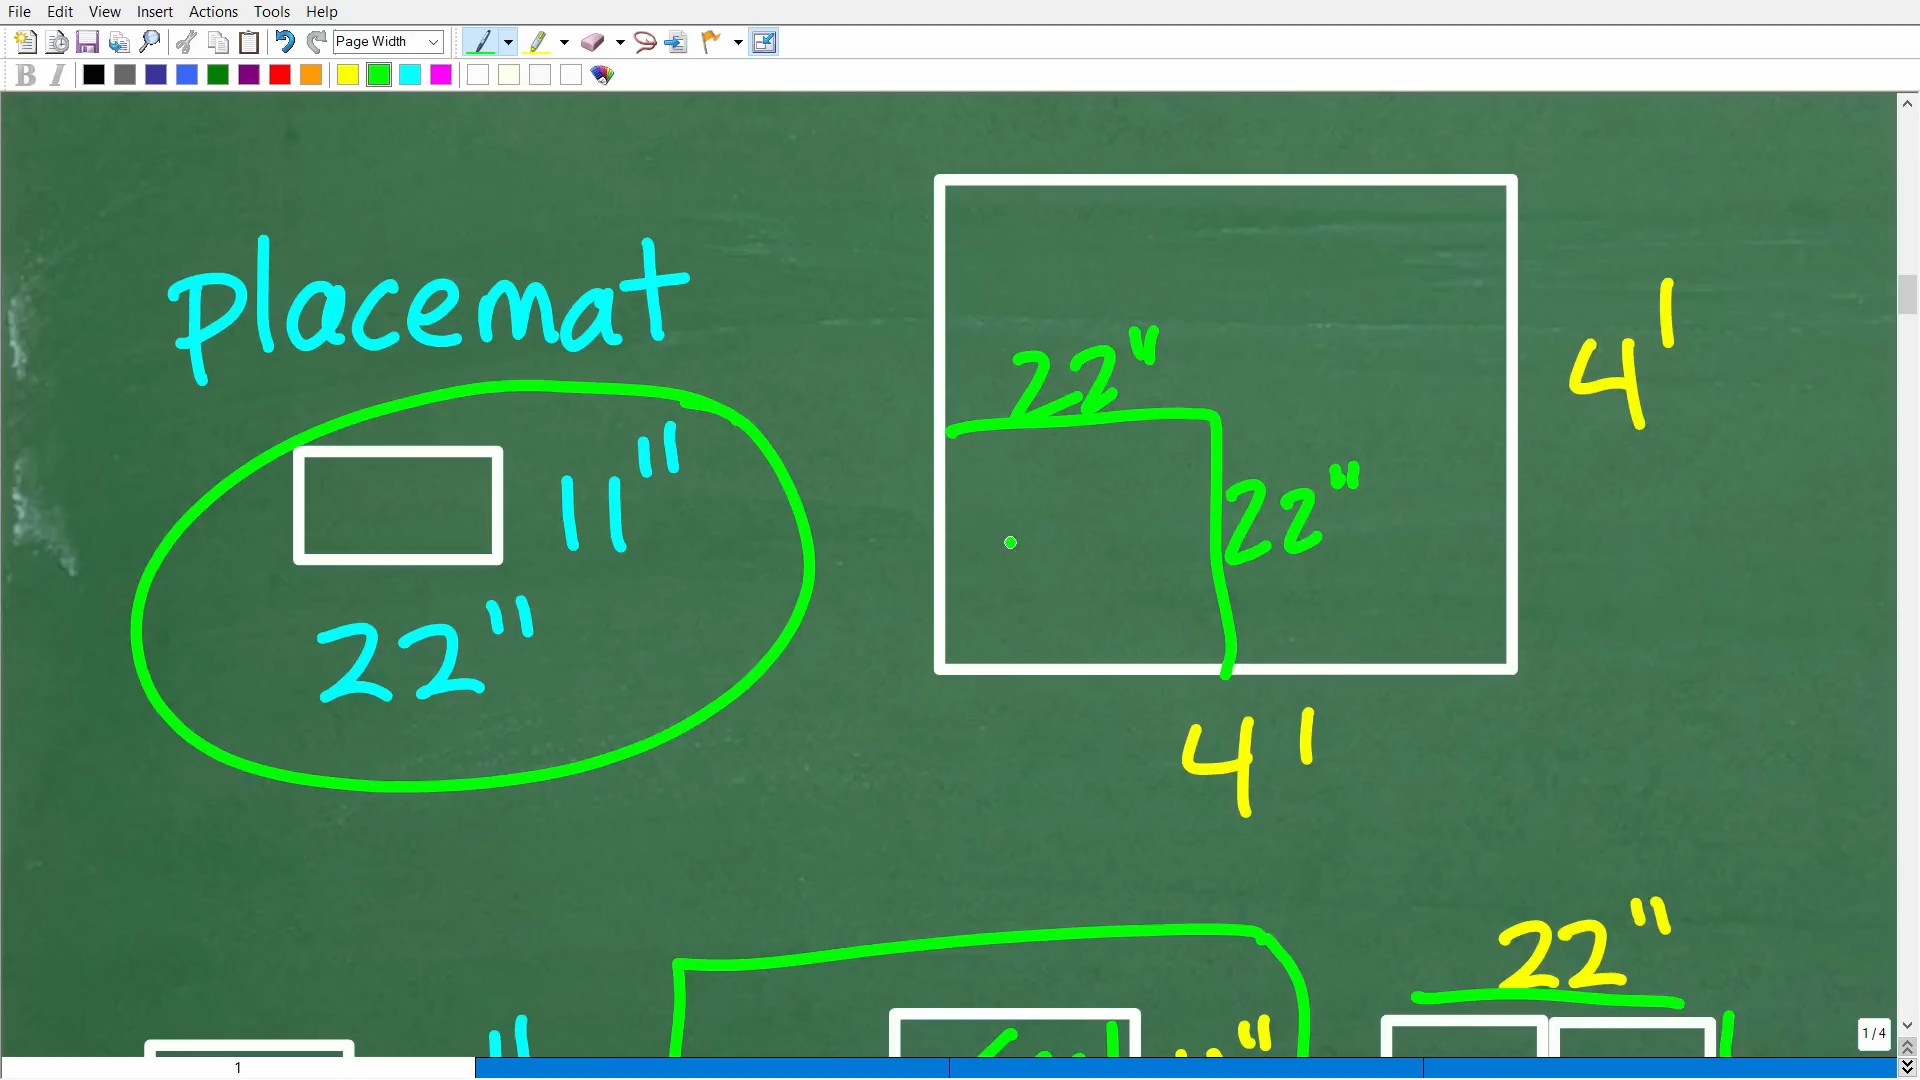 File Edit View Insert Actions Tools Help
Page Width
B I
placemat
11"
22"
22"
22"
4'
4'
22"
"
"
1/4
1